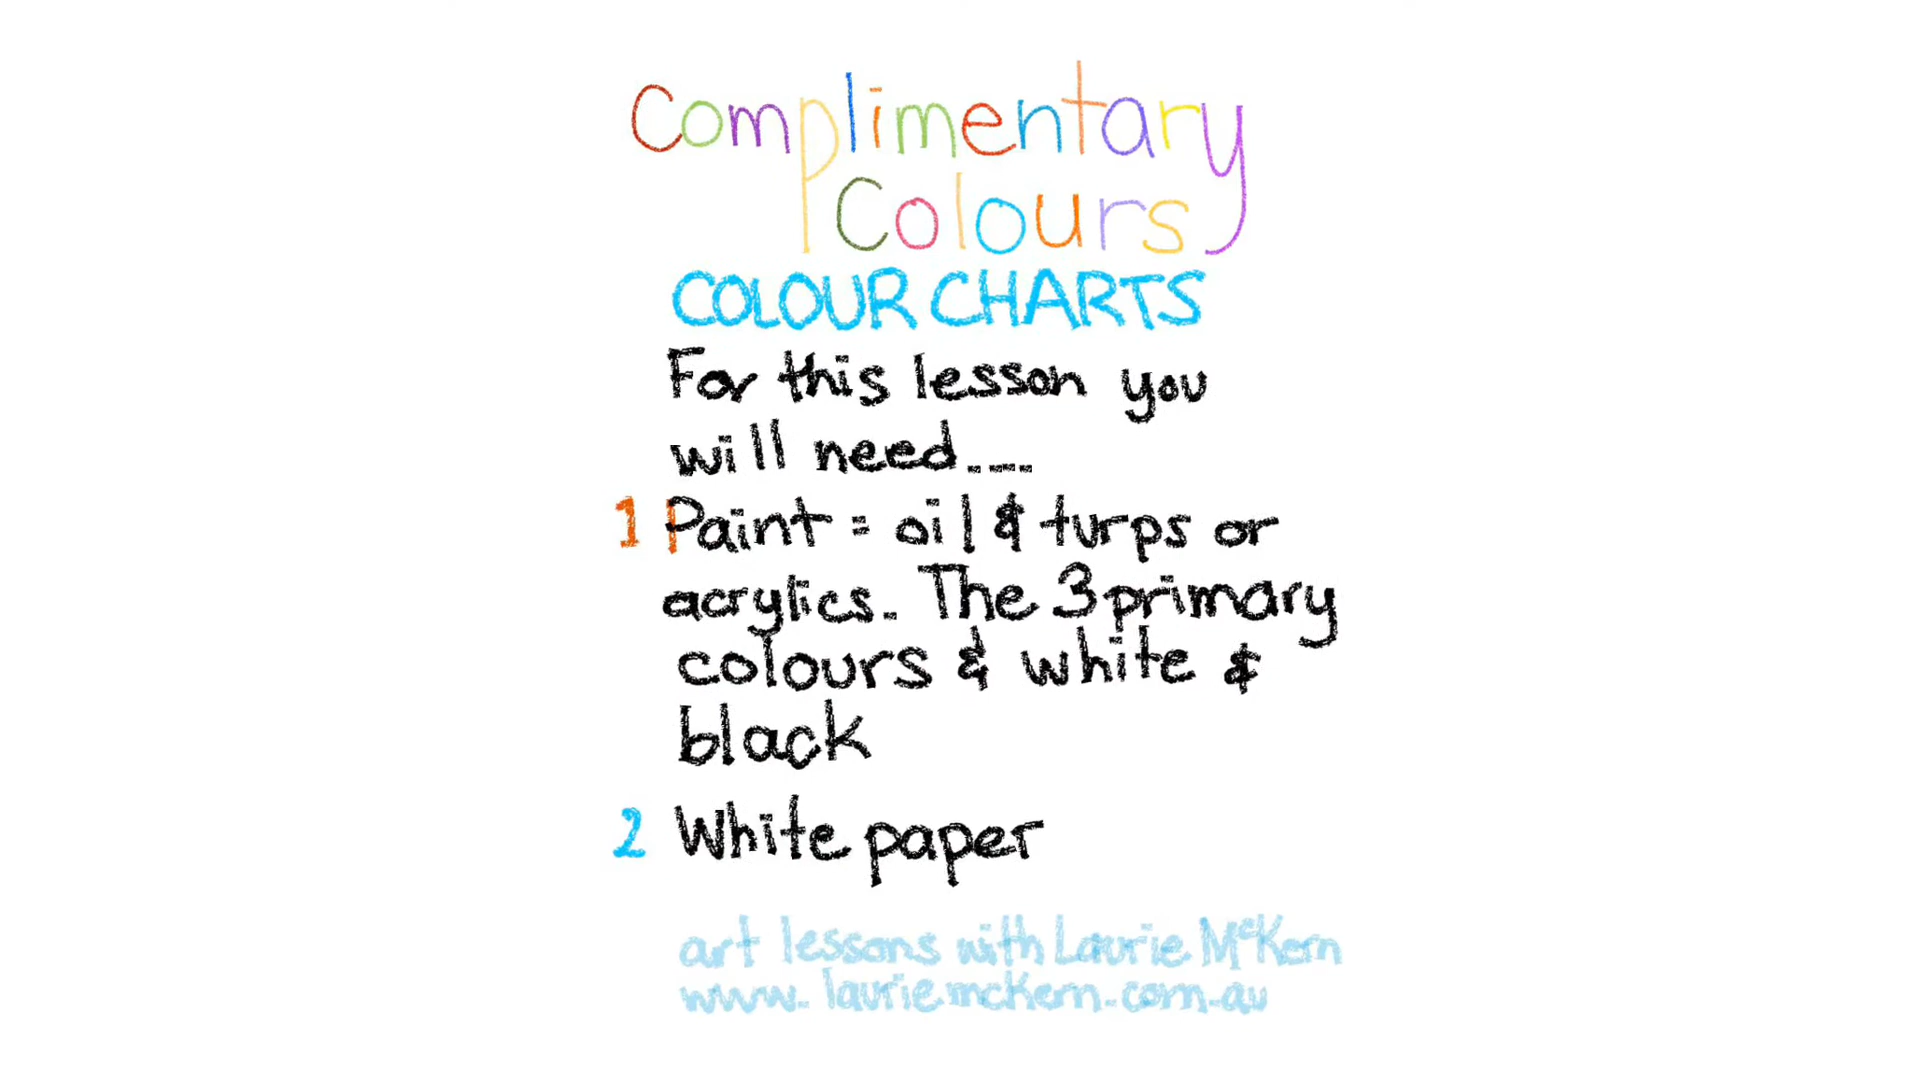 Complimentary
Colours
COLOUR CHARTS
For this lesson you
will need....
1 Paint = oil & turps or
acrylics. The 3 primary
colours & white &
black
2 White paper
art lessons with Laurie McKern
www.lauriemckern.com.au